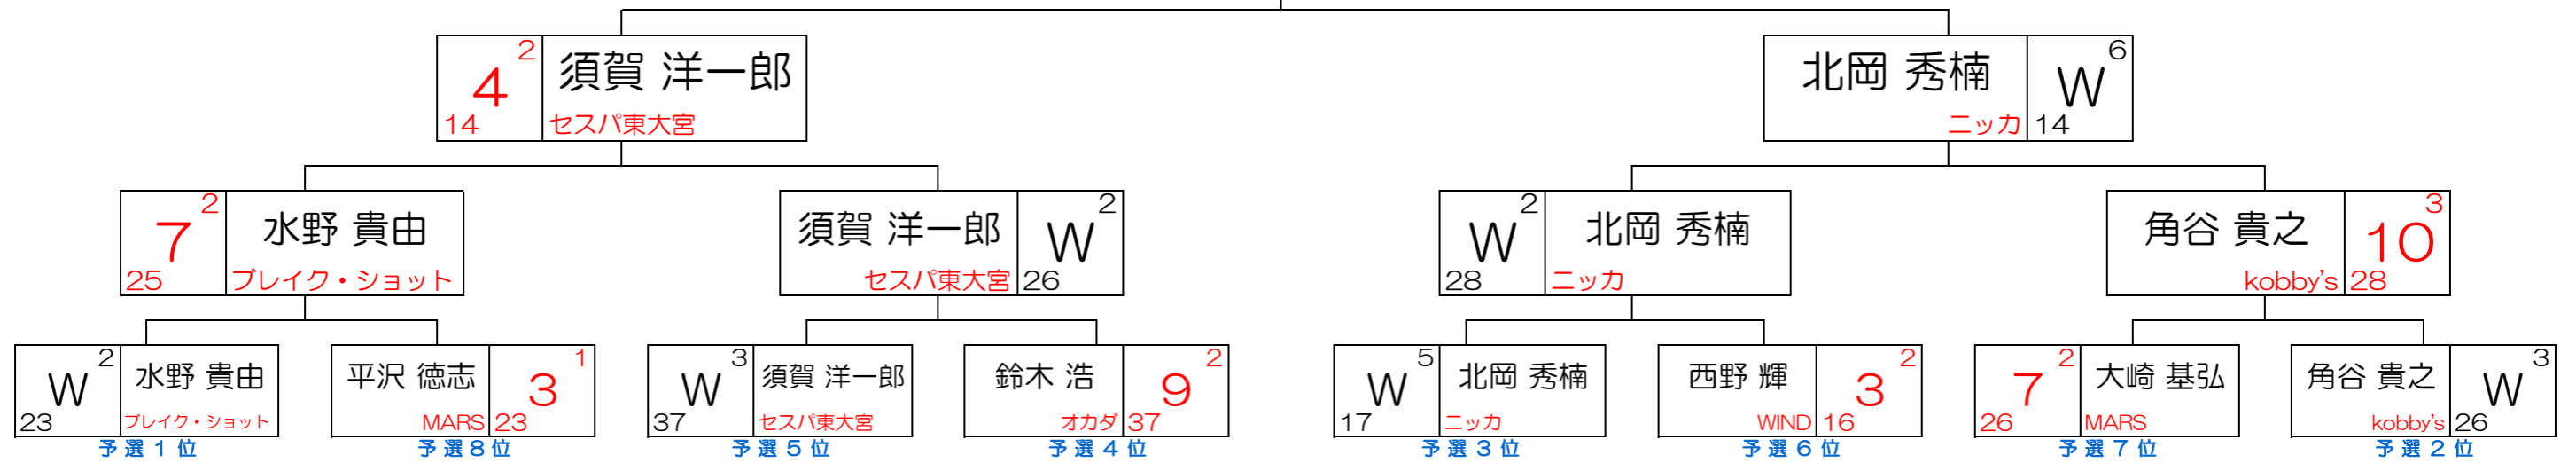 2
4
14
須賀 洋一郎
セスパ東大宮
北岡 秀楠
ニッカ
6
W
14
2
7
25
水野 貴由
ブレイク・ショット
須賀 洋一郎
セスパ東大宮
2
W
26
2
W
28
北岡 秀楠
ニッカ
角谷 貴之
kobby's
3
10
28
2
W
23
水野 貴由
ブレイク・ショット
予選1位
平沢 徳志
MARS
1
3
23
予選8位
3
W
37
須賀 洋一郎
セスパ東大宮
予選5位
鈴木 浩
オカダ
2
9
37
予選4位
5
W
17
北岡 秀楠
ニッカ
予選3位
西野 輝
WIND
2
3
16
予選6位
2
7
26
大崎 基弘
MARS
予選7位
角谷 貴之
kobby's
3
W
26
予選2位